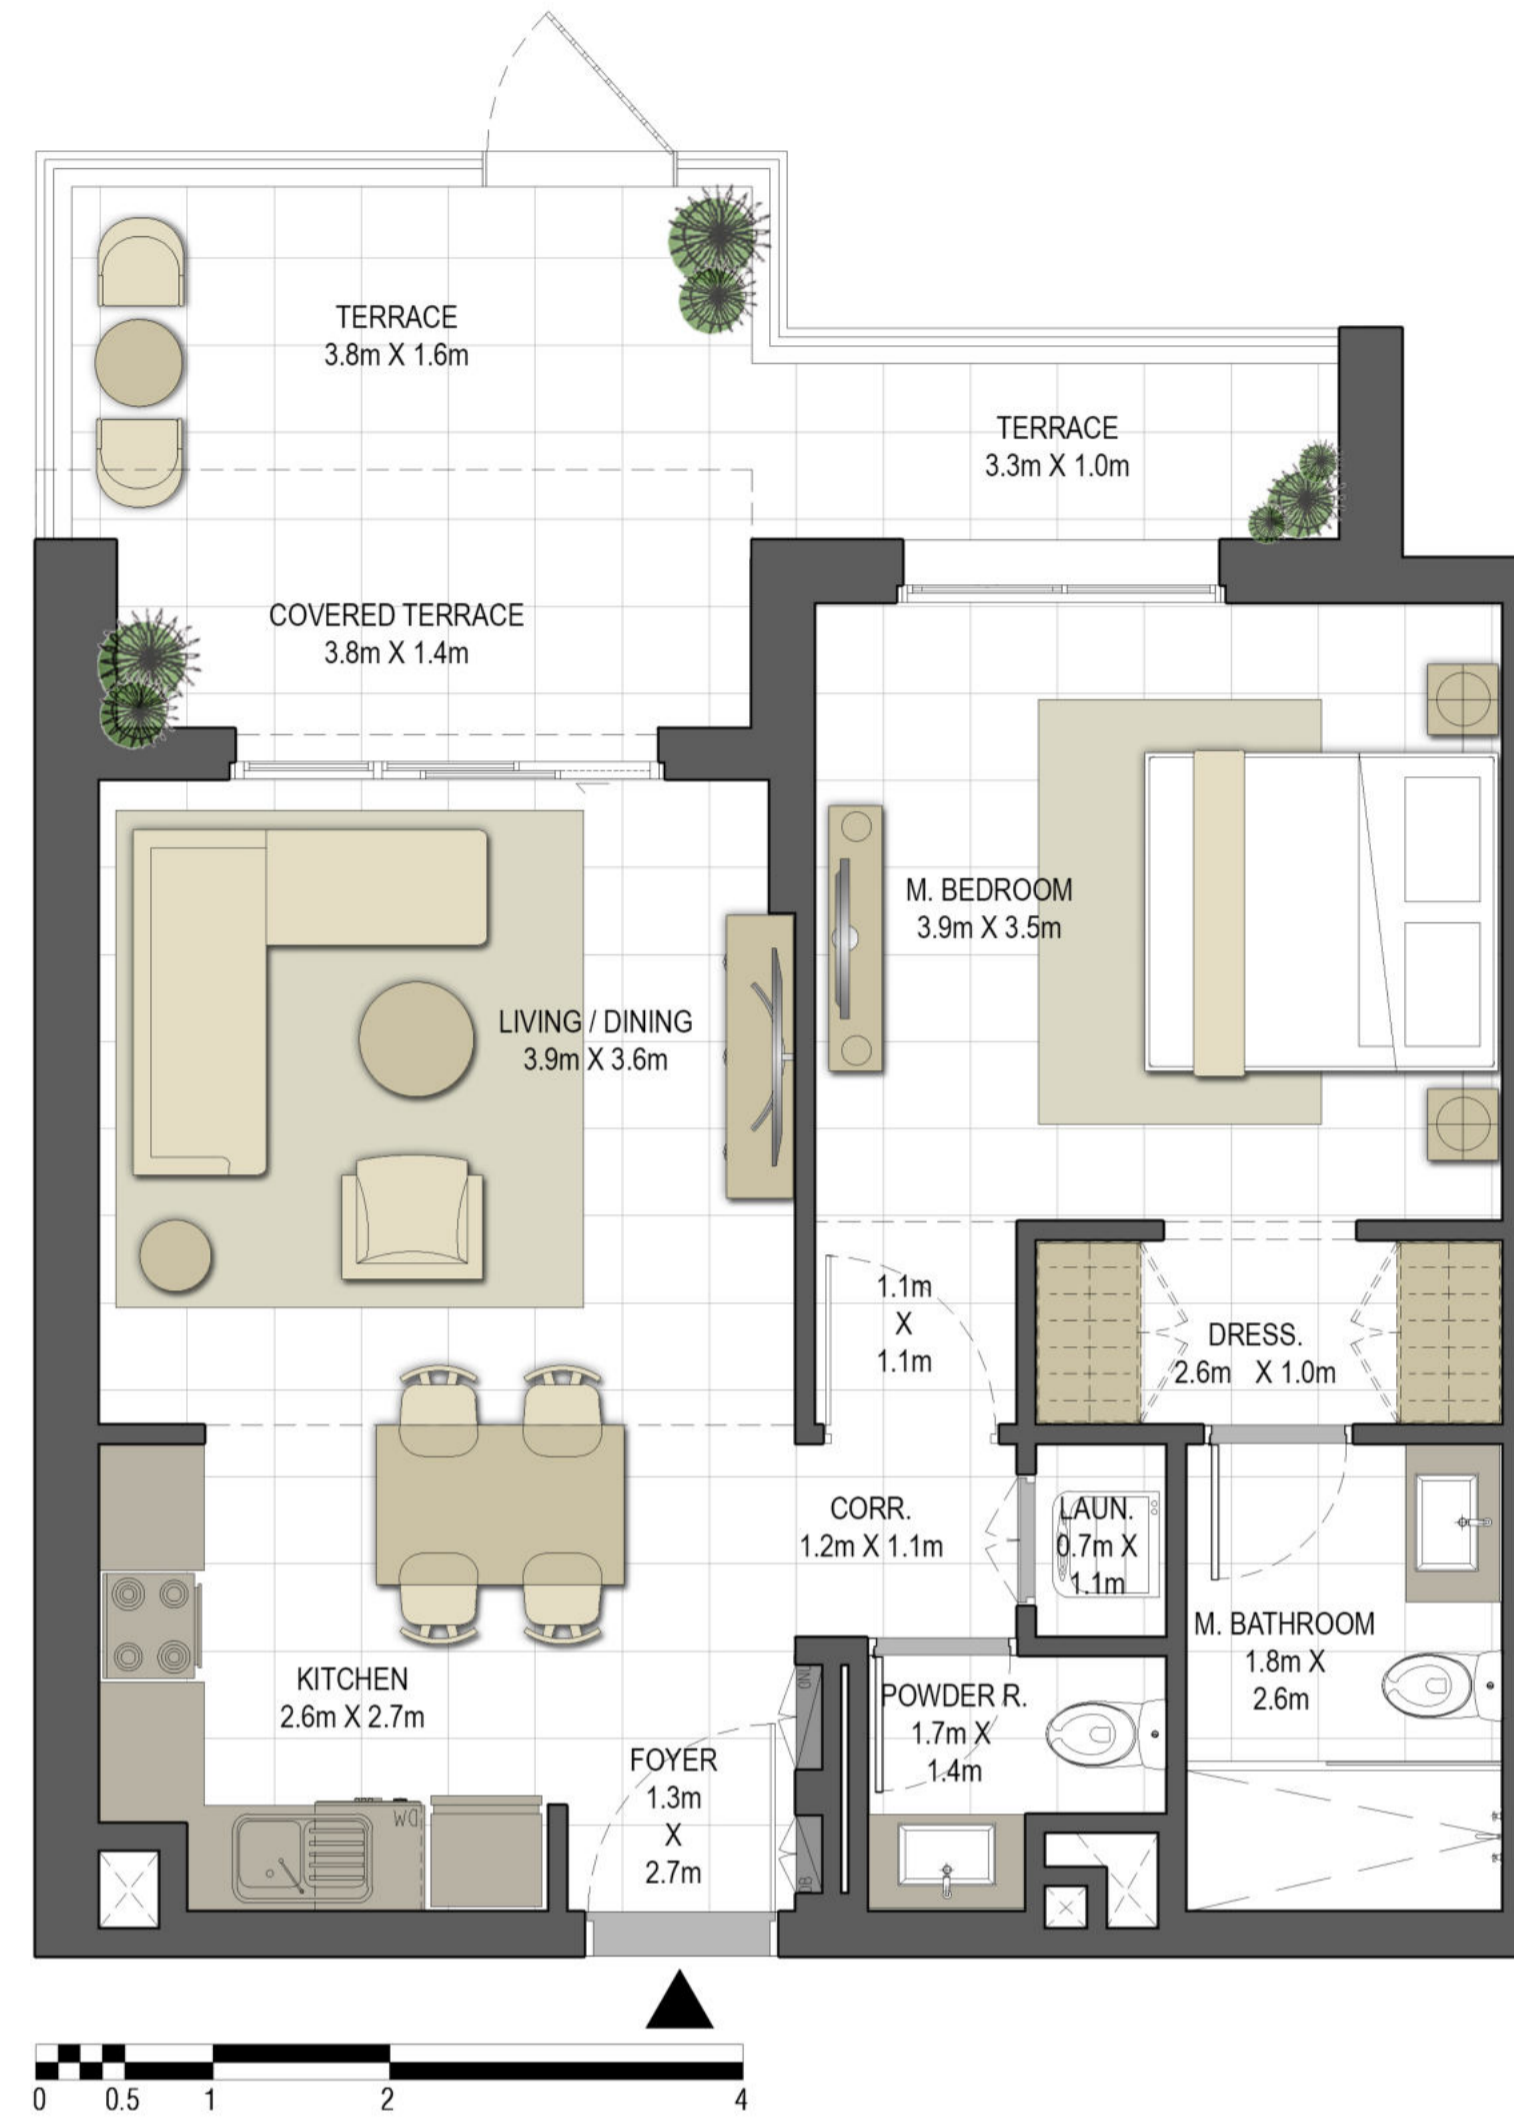 TERRACE
3.8m X 1.6m
TERRACE
3.3m X 1.0m
COVERED TERRACE
3.8m X 1.4m
M. BEDROOM
3.9m X 3.5m
LIVING / DINING
3.9m X 3.6m
1.1m
X
1.1m
DRESS.
2.6m X 1.0m
CORR.
1.2m X 1.1m
LAUN.
0.7m X
1.1m
M. BATHROOM
1.8m X
2.6m
KITCHEN
2.6m X 2.7m
POWDER R.
1.7m X
1.4m
FOYER
1.3m
X
2.7m
DW
DB
0 0.5 1 2 4